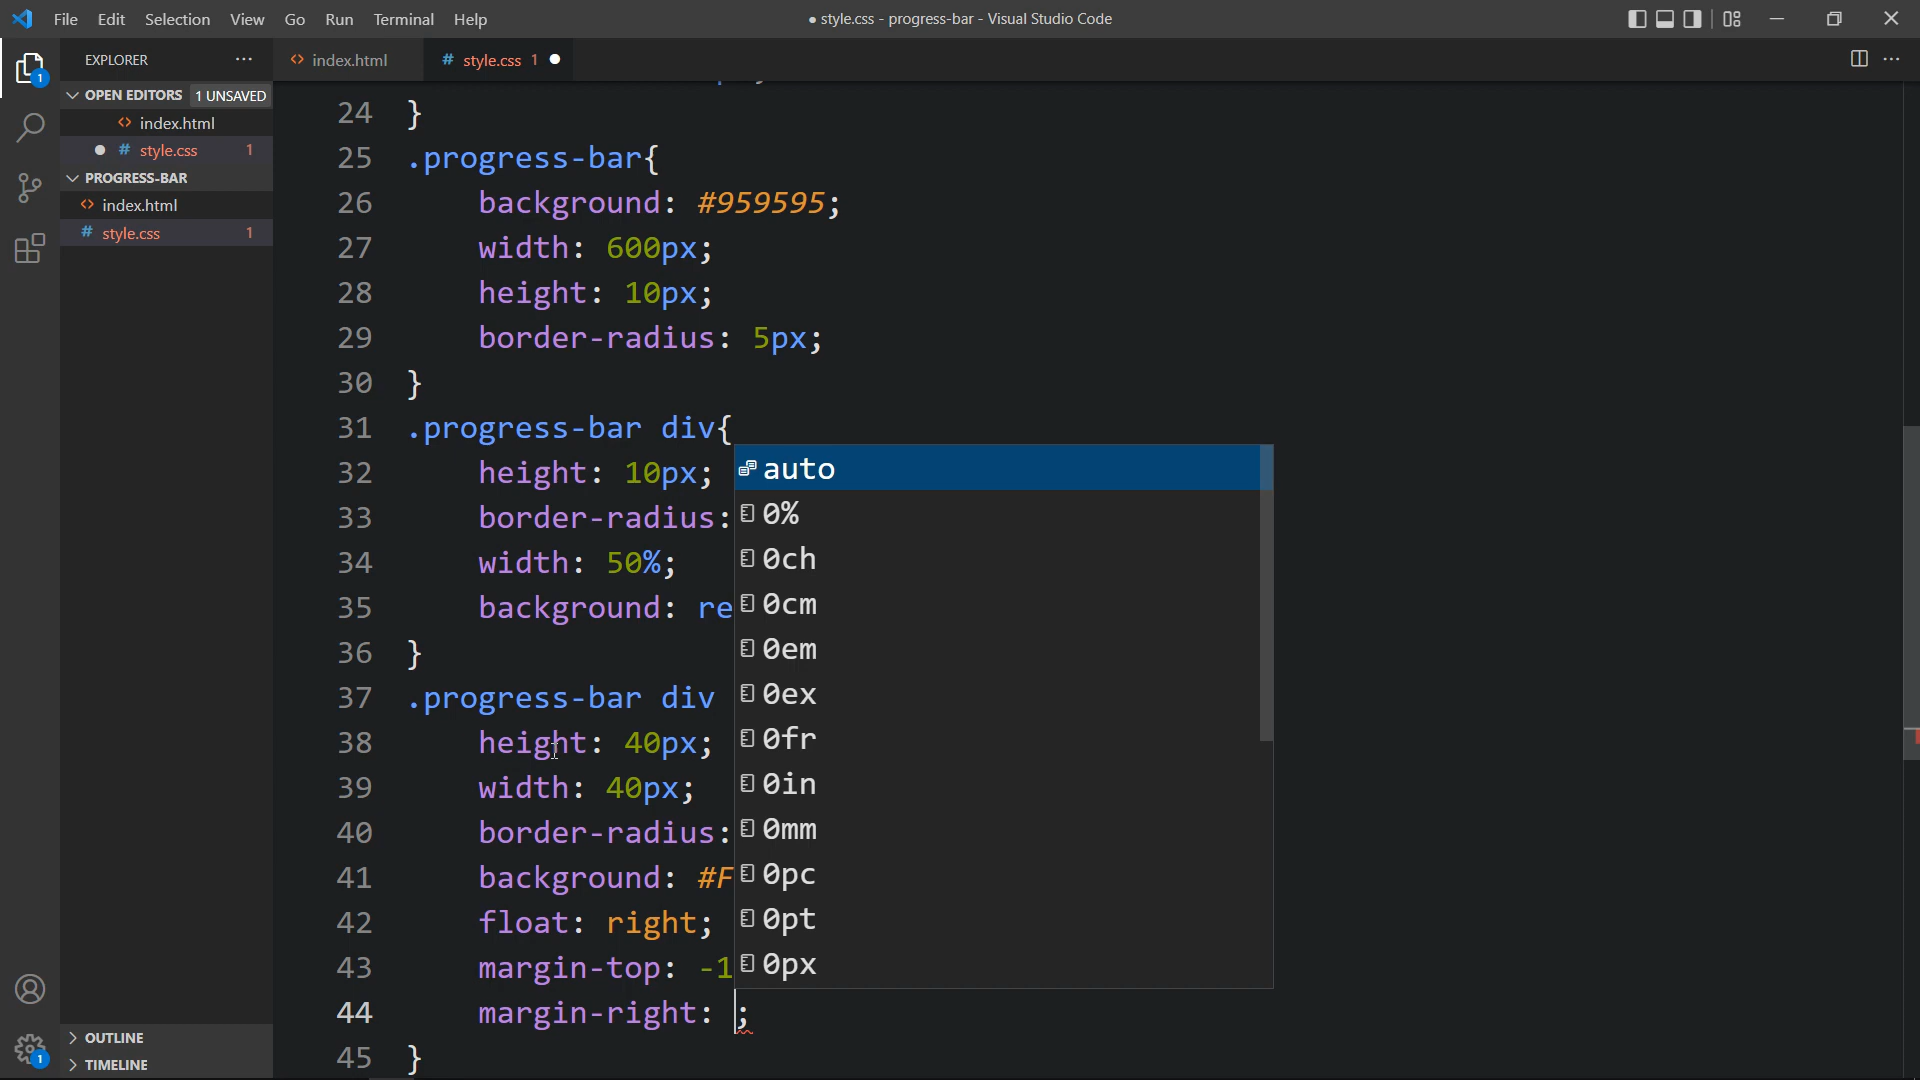 File Edit Selection View Go Run Terminal Help
● style.css - progress-bar - Visual Studio Code
EXPLORER ···
index.html
# style.css 1 ●
OPEN EDITORS 1 UNSAVED
<> index.html
● # style.css 1
PROGRESS-BAR
<> index.html
# style.css 1
24 }
25 .progress-bar{
26 background: #959595;
27 width: 600px;
28 height: 10px;
29 border-radius: 5px;
30 }
31 .progress-bar div{
32 height: 10px;
33 border-radius:
34 width: 50%;
35 background: re
36 }
37 .progress-bar div
38 height: 40px;
39 width: 40px;
40 border-radius:
41 background: #F
42 float: right;
43 margin-top: -1
44 margin-right: ;
45 }
auto
0%
0ch
0cm
0em
0ex
0fr
0in
0mm
0pc
0pt
0px
1
1
OUTLINE
TIMELINE